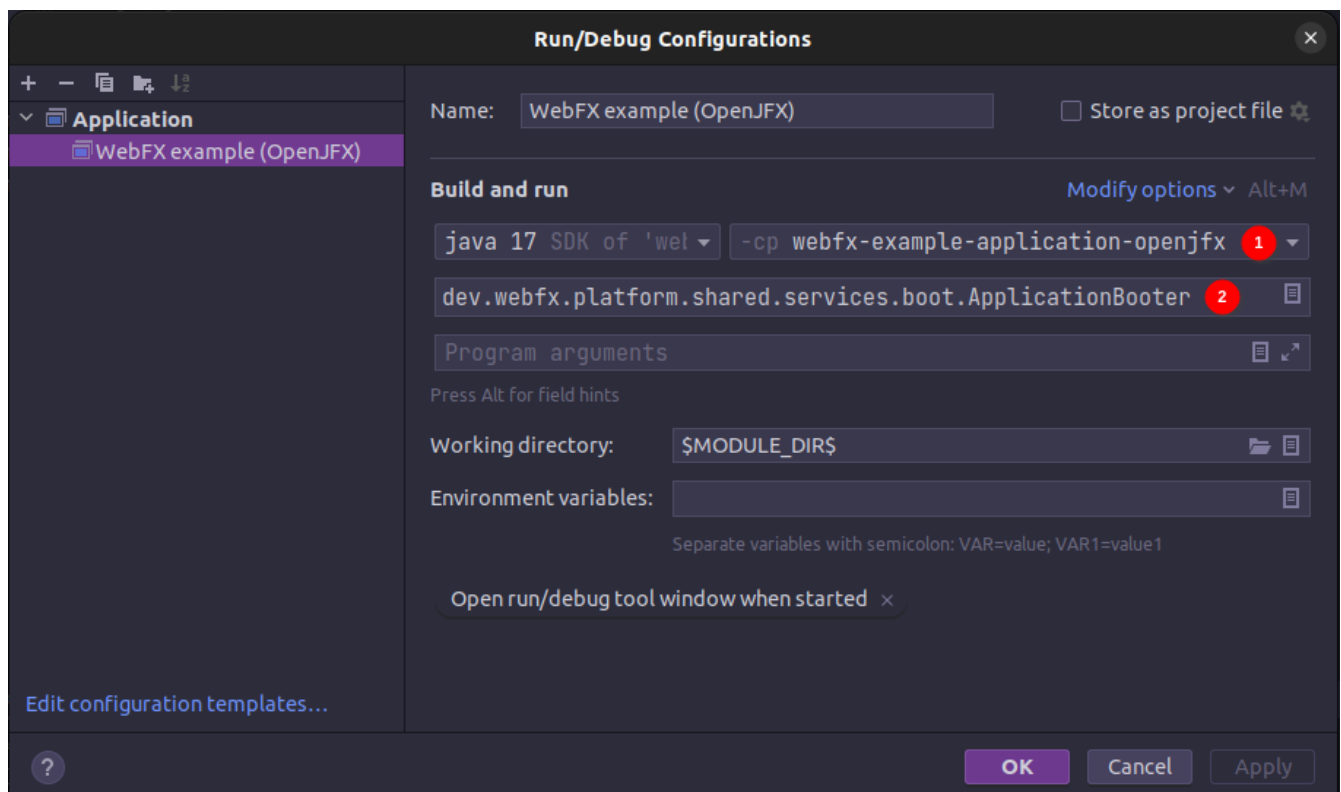 Run/Debug Configurations
Application
WebFX example (OpenJFX)
Edit configuration templates...
Name: WebFX example (OpenJFX) Store as project file
Build and run Modify options Alt+M
java 17 SDK of 'wel -cp webfx-example-application-openjfx 1
dev.webfx.platform.shared.services.boot.ApplicationBooter 2
Program arguments
Press Alt for field hints
Working directory: $MODULE_DIR$
Environment variables:
Separate variables with semicolon: VAR=value; VAR1=value1
Open run/debug tool window when started ×
? OK Cancel Apply